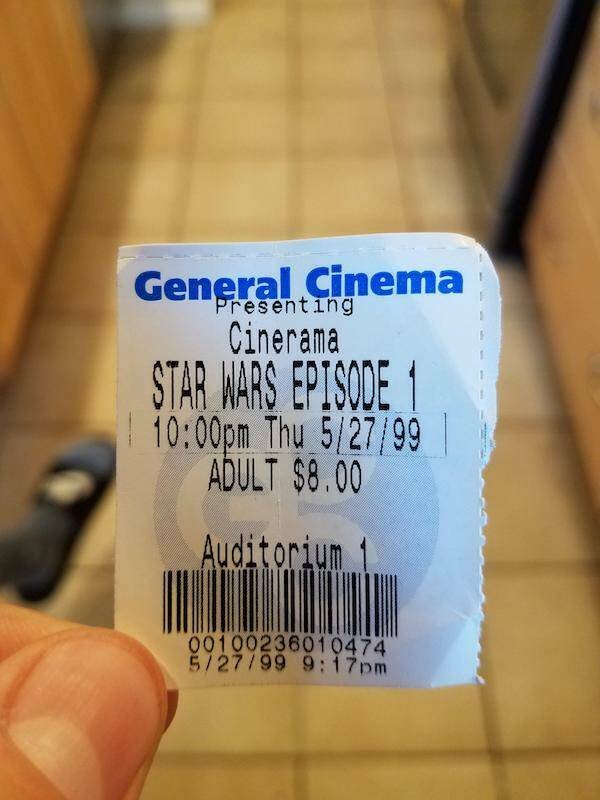 General Cinema
Presenting
Cinerama
STAR WARS EPISODE 1
10:00pm Thu 5/27/99
ADULT $8.00
Auditorium 1
00100236010474
5/27/99 9:17pm